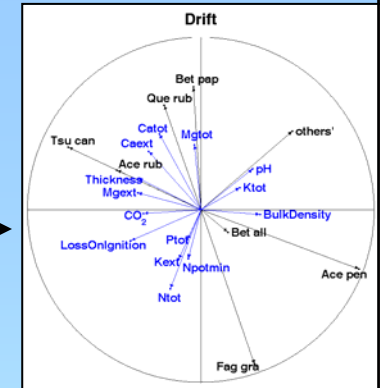 Drift
Bet pap
Que rub
Catot
Mgtot
others'
Tsu can
Caext
Ace rub
pH
Thickness
Ktot
Mgext
CO2
BulkDensity
Bet all
Ptot
LossOnIgnition
Kext
Npotmin
Ace pen
Ntot
Fag gra